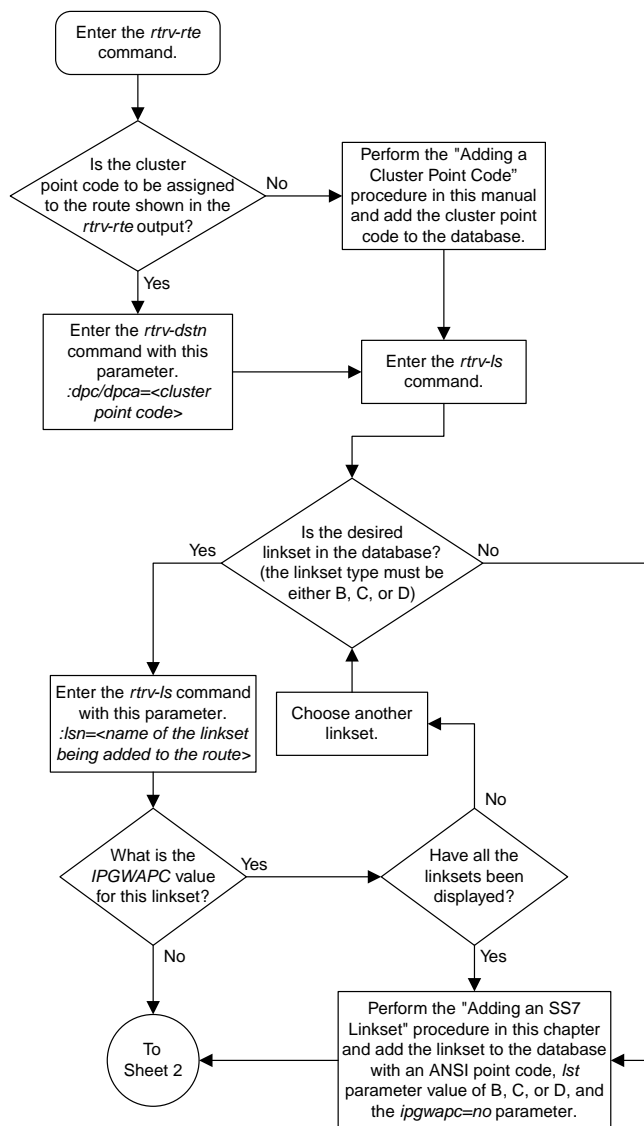 Enter the rtrv-rte
command.
Is the cluster
point code to be assigned
to the route shown in the
rtrv-rte output?
No
Perform the "Adding a
Cluster Point Code"
procedure in this manual
and add the cluster point
code to the database.
Yes
Enter the rtrv-dstn
command with this
parameter.
:dpc/dpca=<cluster
point code>
Enter the rtrv-ls
command.
Is the desired
linkset in the database?
(the linkset type must be
either B, C, or D)
Yes
No
Enter the rtrv-ls command
with this parameter.
:lsn=<name of the linkset
being added to the route>
Choose another
linkset.
No
What is the
IPGWAPC value
for this linkset?
Yes
Have all the
linksets been
displayed?
No
Yes
To
Sheet 2
Perform the "Adding an SS7
Linkset" procedure in this chapter
and add the linkset to the database
with an ANSI point code, lst
parameter value of B, C, or D, and
the ipgwapc=no parameter.